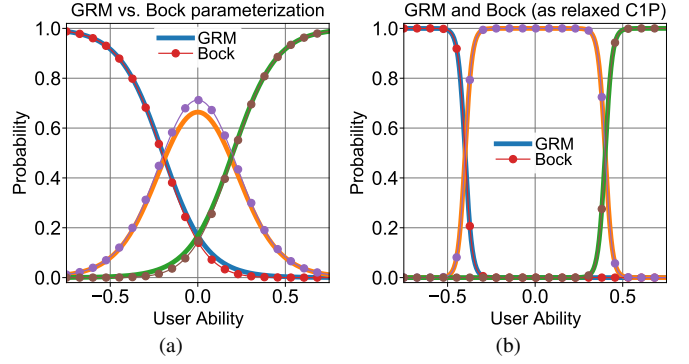 GRM vs. Bock parameterization
1.0
0.8
0.6
0.4
0.2
0.0
Probability
GRM
Bock
−0.5
0.0
0.5
User Ability
(a)
GRM and Bock (as relaxed C1P)
1.0
0.8
0.6
0.4
0.2
0.0
Probability
GRM
Bock
−0.5
0.0
0.5
User Ability
(b)